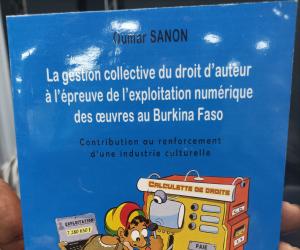 Oumar SANON
La gestion collective du droit d'auteur
à l'épreuve de l'exploitation numérique
des œuvres au Burkina Faso
Contribution au renforcement
d'une industrie culturelle
CALCULETTE DE DROITS
EXPLOITATION
PAIE